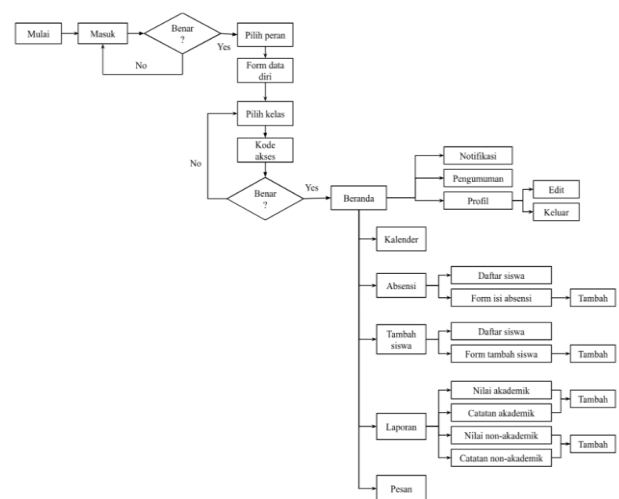 Mulai
Masuk
Benar
?
Yes
No
Pilih peran
Form data
diri
Pilih kelas
Kode
akses
Benar
?
No
Yes
Beranda
Notifikasi
Pengumuman
Profil
Edit
Keluar
Kalender
Absensi
Daftar siswa
Form isi absensi
Tambah
Tambah
siswa
Daftar siswa
Form tambah siswa
Tambah
Laporan
Nilai akademik
Catatan akademik
Tambah
Nilai non-akademik
Catatan non-akademik
Tambah
Pesan